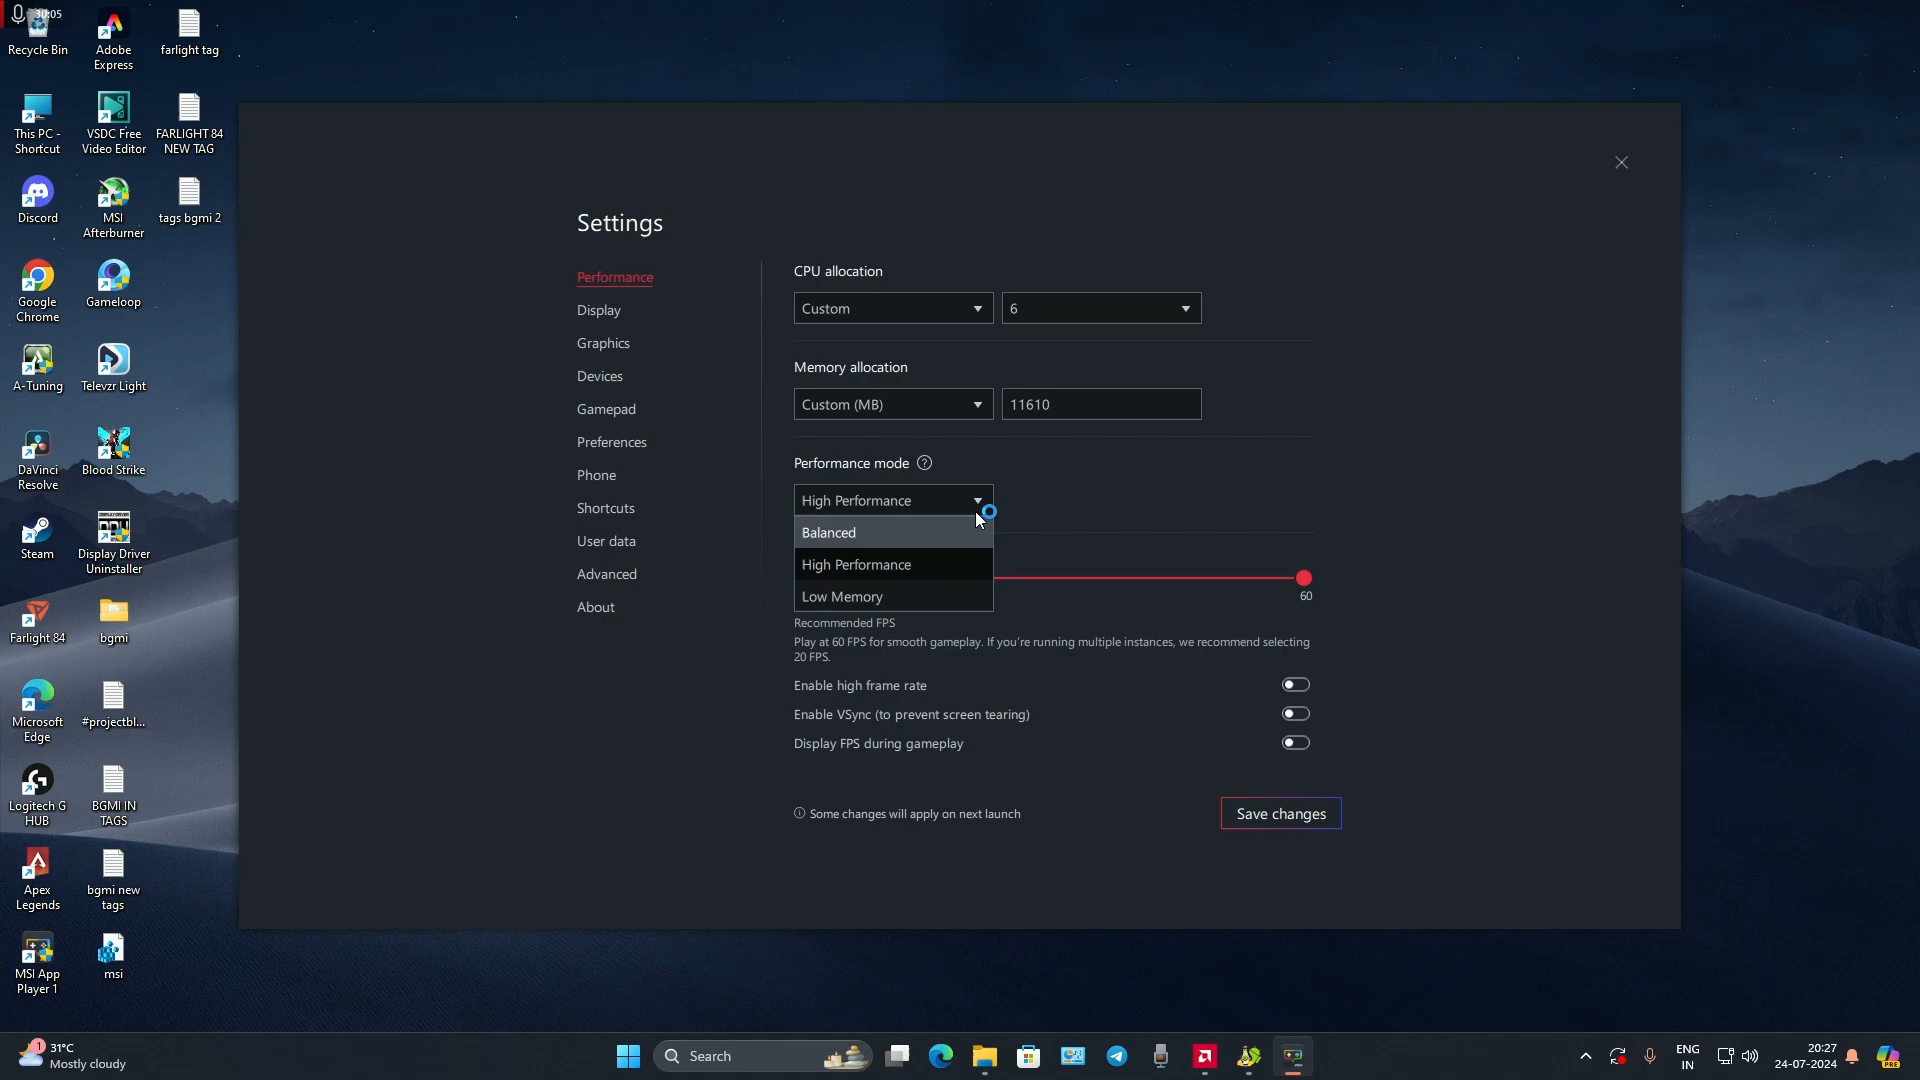 30:05
Recycle Bin
Adobe
Express
farlight tag
This PC -
Shortcut
VSDC Free
Video Editor
FARLIGHT 84
NEW TAG
Discord
MSI
Afterburner
tags bgmi 2
Google
Chrome
Gameloop
A-Tuning
Televzr Light
DaVinci
Resolve
Blood Strike
Steam
Display Driver
Uninstaller
Farlight 84
bgmi
Microsoft
Edge
#projectbl...
Logitech G
HUB
BGMI IN
TAGS
Apex
Legends
bgmi new
tags
MSI App
Player 1
msi
Settings
Performance
Display
Graphics
Devices
Gamepad
Preferences
Phone
Shortcuts
User data
Advanced
About
CPU allocation
Custom
6
Memory allocation
Custom (MB)
11610
Performance mode ?
High Performance
Balanced
High Performance
Low Memory
60
Recommended FPS
Play at 60 FPS for smooth gameplay. If you're running multiple instances, we recommend selecting
20 FPS.
Enable high frame rate
Enable VSync (to prevent screen tearing)
Display FPS during gameplay
Some changes will apply on next launch
Save changes
1
31°C
Mostly cloudy
Search
ENG
IN
20:27
24-07-2024
PRE